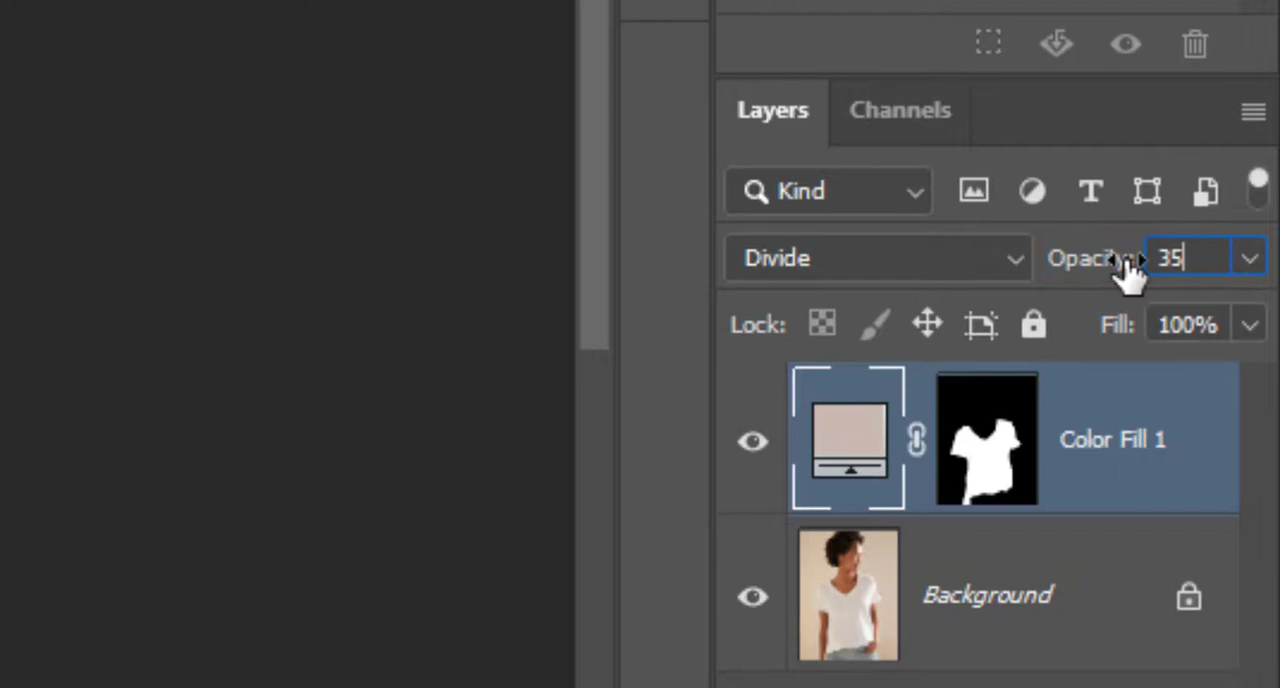 Layers Channels
Kind T
Divide Opacity: 35
Lock: Fill: 100%
Color Fill 1
Background